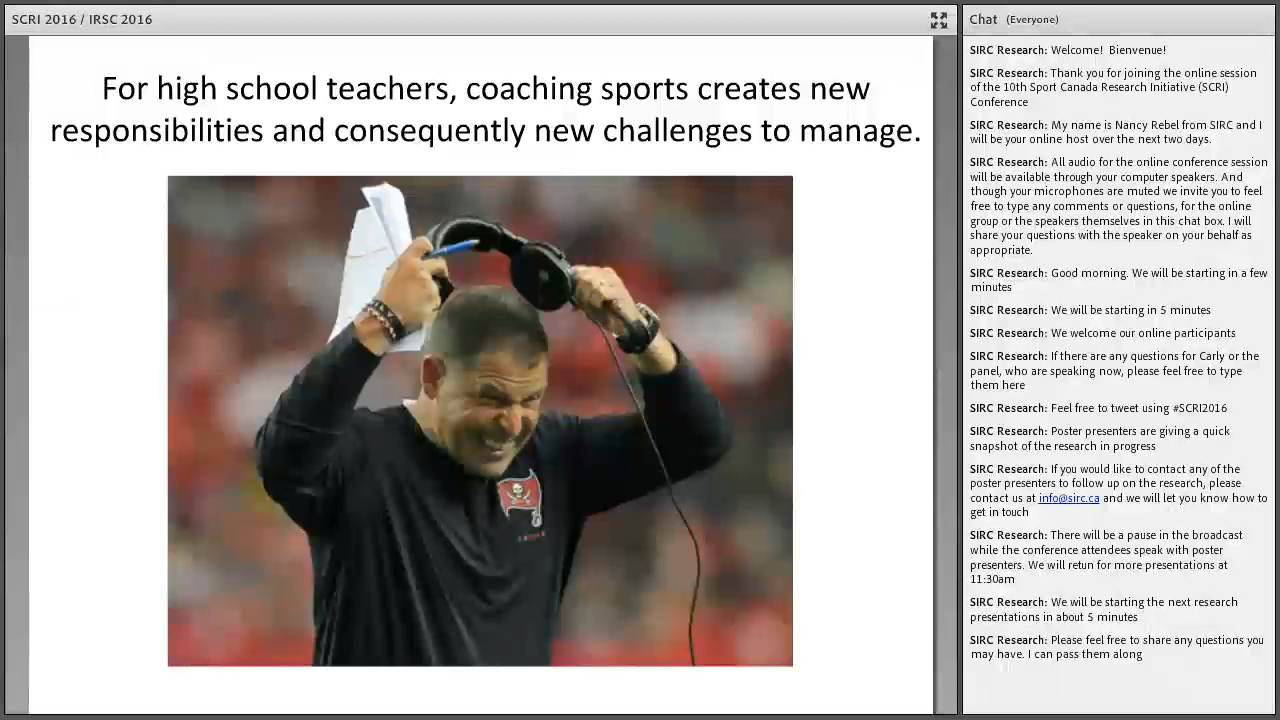 SCRI 2016 / IRSC 2016
For high school teachers, coaching sports creates new
responsibilities and consequently new challenges to manage.
Chat (Everyone)
SIRC Research: Welcome! Bienvenue!
SIRC Research: Thank you for joining the online session
of the 10th Sport Canada Research Initiative (SCRI)
Conference
SIRC Research: My name is Nancy Rebel from SIRC and I
will be your online host over the next two days.
SIRC Research: All audio for the online conference session
will be available through your computer speakers. And
though your microphones are muted we invite you to feel
free to type any comments or questions, for the online
group or the speakers themselves in this chat box. I will
share your questions with the speaker on your behalf as
appropriate.
SIRC Research: Good morning. We will be starting in a few
minutes
SIRC Research: We will be starting in 5 minutes
SIRC Research: We welcome our online participants
SIRC Research: If there are any questions for Carly or the
panel, who are speaking now, please feel free to type
them here
SIRC Research: Feel free to tweet using #SCRI2016
SIRC Research: Poster presenters are giving a quick
snapshot of the research in progress
SIRC Research: If you would like to contact any of the
poster presenters to follow up on the research, please
contact us at info@sirc.ca and we will let you know how to
get in touch
SIRC Research: There will be a pause in the broadcast
while the conference attendees speak with poster
presenters. We will retun for more presentations at
11:30am
SIRC Research: We will be starting the next research
presentations in about 5 minutes
SIRC Research: Please feel free to share any questions you
may have. I can pass them along